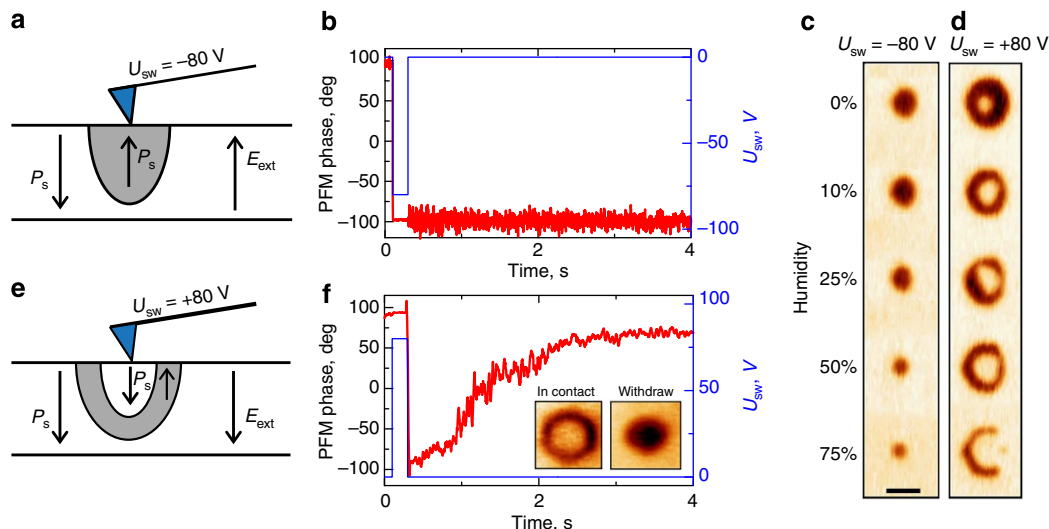 a
U_sw = –80 V
P_s
P_s
E_ext
b
PFM phase, deg
100
50
0
–50
–100
0
2
4
Time, s
0
–50
–100
U_sw, V
c
d
U_sw = –80 V
U_sw = +80 V
Humidity
0%
10%
25%
50%
75%
e
U_sw = +80 V
P_s
P_s
E_ext
f
PFM phase, deg
100
50
0
–50
–100
0
2
4
Time, s
100
50
0
U_sw, V
In contact
Withdraw